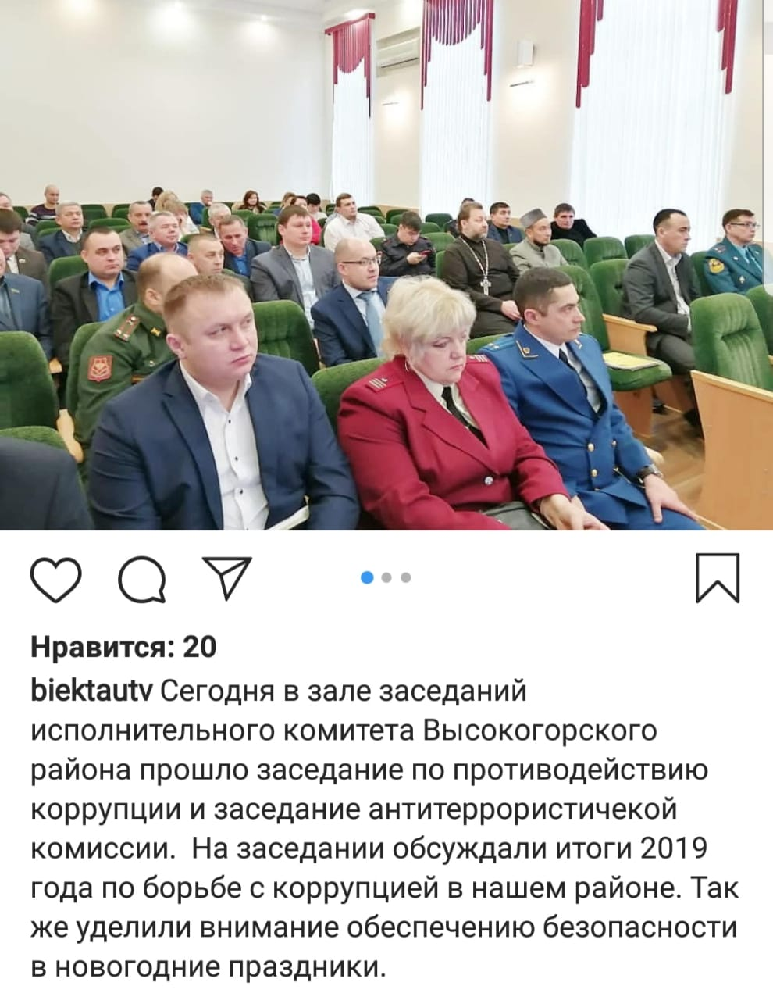 Нравится: 20
biektautv Сегодня в зале заседаний
исполнительного комитета Высокогорского
района прошло заседание по противодействию
коррупции и заседание антитеррористичекой
комиссии.  На заседании обсуждали итоги 2019
года по борьбе с коррупцией в нашем районе. Так
же уделили внимание обеспечению безопасности
в новогодние праздники.